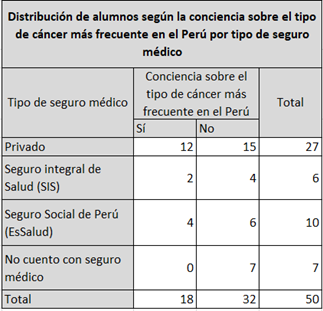 Distribución de alumnos según la conciencia sobre el tipo
de cáncer más frecuente en el Perú por tipo de seguro
médico
Tipo de seguro médico
Conciencia sobre el
tipo de cáncer más
frecuente en el Perú
Total
Sí No
Privado 12 15 27
Seguro integral de
Salud (SIS) 2 4 6
Seguro Social de Perú
(EsSalud) 4 6 10
No cuento con seguro
médico 0 7 7
Total 18 32 50